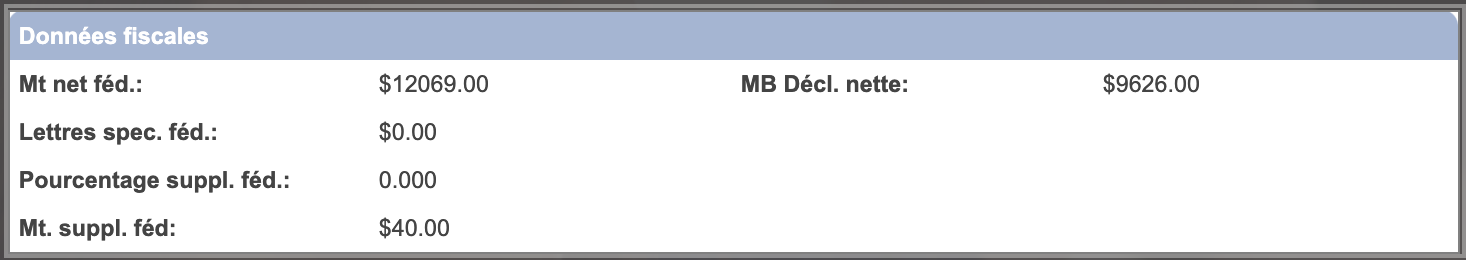 Données fiscales
Mt net féd.: $12069.00 MB Décl. nette: $9626.00
Lettres spec. féd.: $0.00
Pourcentage suppl. féd.: 0.000
Mt. suppl. féd: $40.00